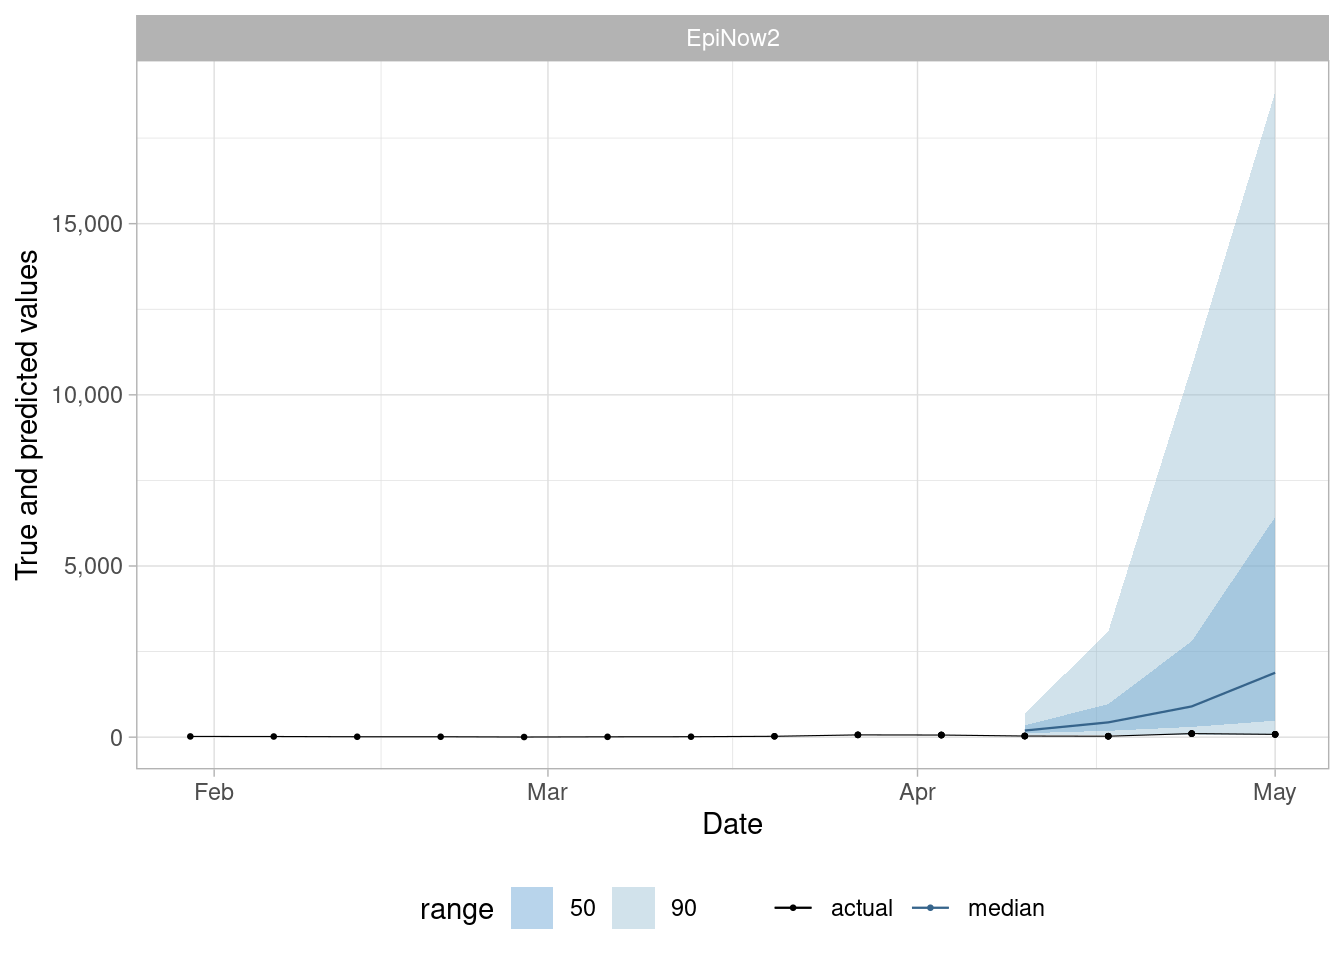 EpiNow2
True and predicted values
15,000
10,000
5,000
0
Feb
Mar
Apr
May
Date
range
50
90
actual
median